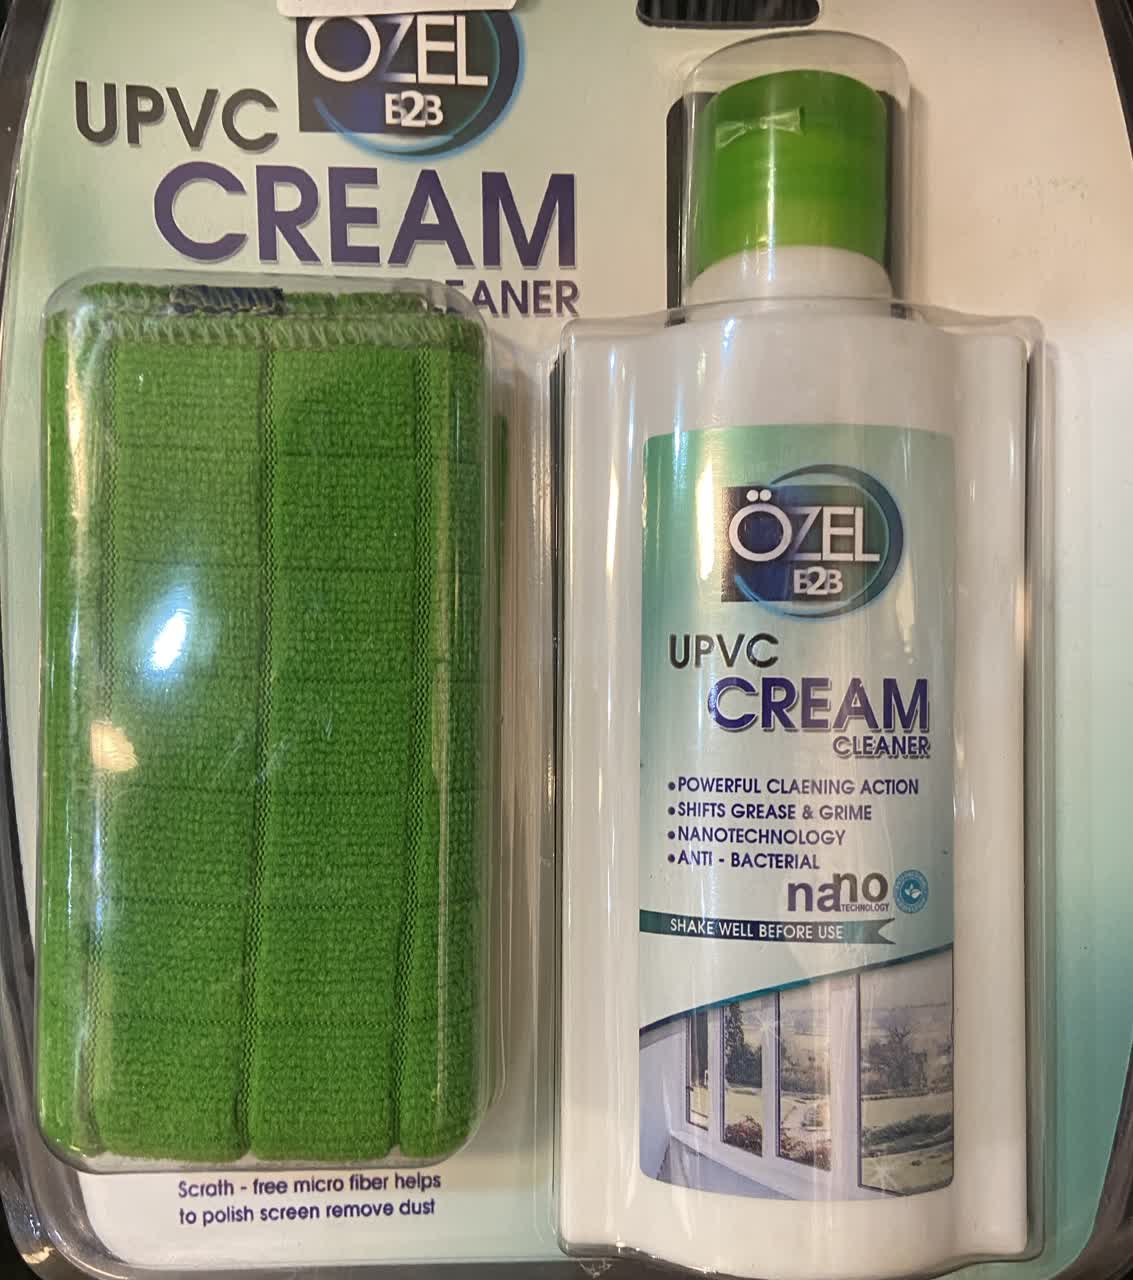 ÖZEL
B2B
UPVC
CREAM
CLEANER
ÖZEL
B2B
UPVC
CREAM
CLEANER
•POWERFUL CLAENING ACTION
•SHIFTS GREASE & GRIME
•NANOTECHNOLOGY
•ANTI - BACTERIAL
nano
TECHNOLOGY
SHAKE WELL BEFORE USE
Scrath - free micro fiber helps
to polish screen remove dust